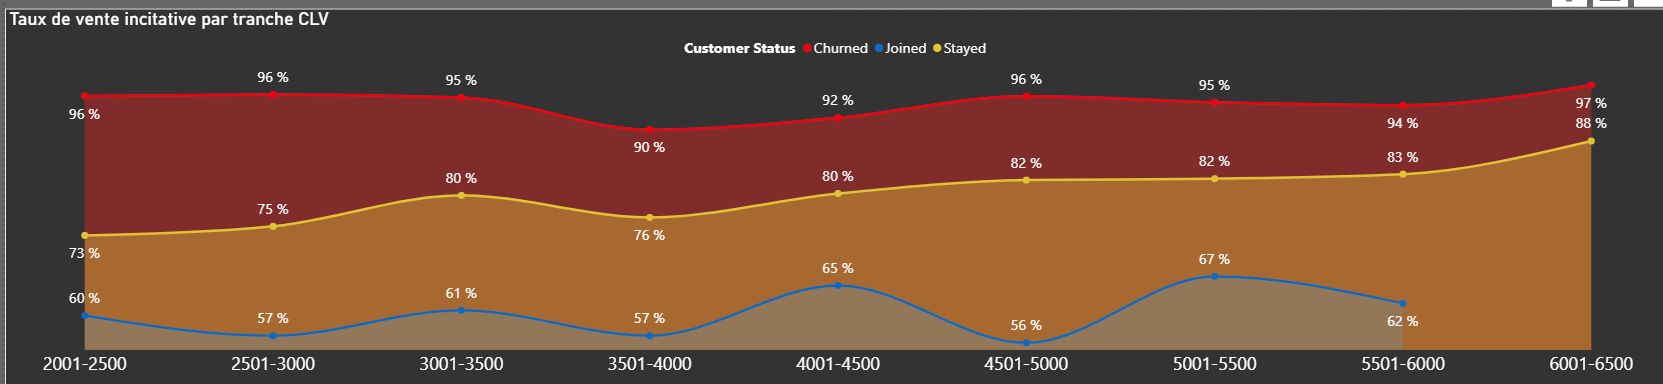 Taux de vente incitative par tranche CLV
Customer Status Churned Joined Stayed
96 % 96 % 95 % 90 % 92 % 96 % 95 % 94 % 97 %
73 % 75 % 80 % 76 % 80 % 82 % 82 % 83 % 88 %
60 % 57 % 61 % 57 % 65 % 56 % 67 % 62 %
2001-2500 2501-3000 3001-3500 3501-4000 4001-4500 4501-5000 5001-5500 5501-6000 6001-6500